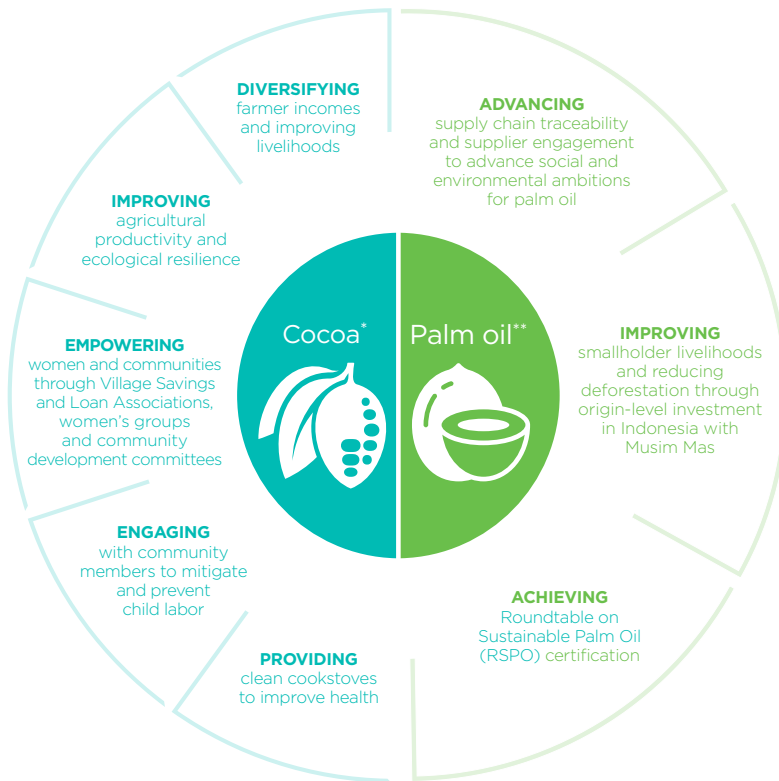 DIVERSIFYING
farmer incomes
and improving
livelihoods
IMPROVING
agricultural
productivity and
ecological resilience
EMPOWERING
women and communities
through Village Savings
and Loan Associations,
women's groups
and community
development committees
ENGAGING
with community
members to mitigate
and prevent
child labor
PROVIDING
clean cookstoves
to improve health
Cocoa*
Palm oil**
ADVANCING
supply chain traceability
and supplier engagement
to advance social and
environmental ambitions
for palm oil
IMPROVING
smallholder livelihoods
and reducing
deforestation through
origin-level investment
in Indonesia with
Musim Mas
ACHIEVING
Roundtable on
Sustainable Palm Oil
(RSPO) certification